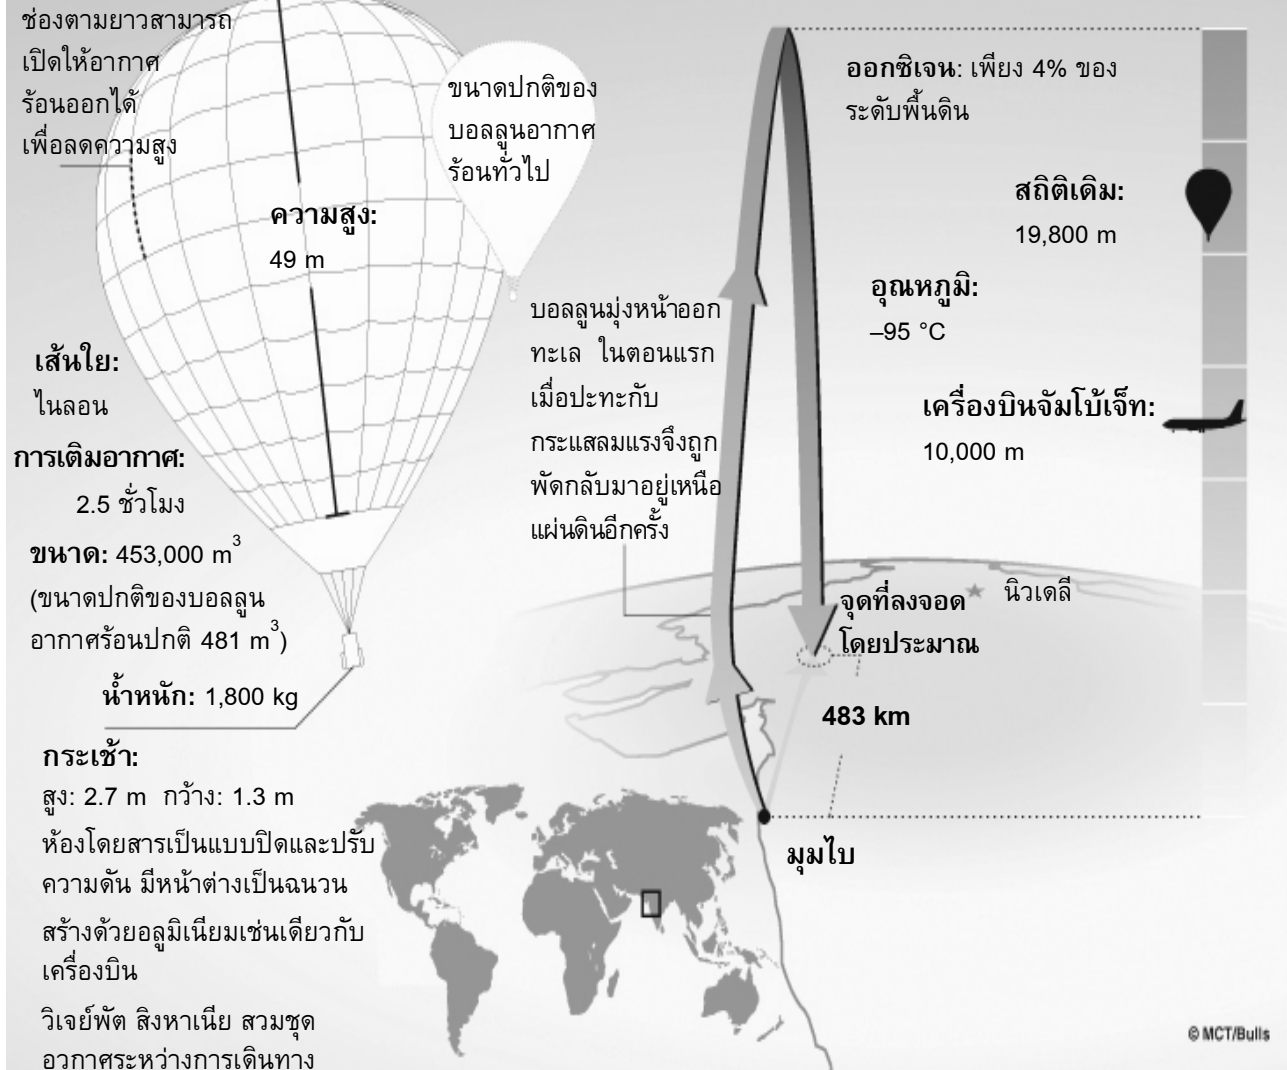 ช่องตามยาวสามารถ
เปิดให้อากาศ
ร้อนออกได้
เพื่อลดความสูง
ขนาดปกติของ
บอลลูนอากาศ
ร้อนทั่วไป
ความสูง:
49 m
เส้นใย:
ไนลอน
การเติมอากาศ:
2.5 ชั่วโมง
ขนาด: 453,000 m³
(ขนาดปกติของบอลลูน
อากาศร้อนปกติ 481 m³)
น้ำหนัก: 1,800 kg
กระเช้า:
สูง: 2.7 m กว้าง: 1.3 m
ห้องโดยสารเป็นแบบปิดและปรับ
ความดัน มีหน้าต่างเป็นฉนวน
สร้างด้วยอลูมิเนียมเช่นเดียวกับ
เครื่องบิน
วิเจย์พัต สิงหาเนีย สวมชุด
อวกาศระหว่างการเดินทาง
บอลลูนมุ่งหน้าออก
ทะเล ในตอนแรก
เมื่อปะทะกับ
กระแสลมแรงจึงถูก
พัดกลับมาอยู่เหนือ
แผ่นดินอีกครั้ง
ออกซิเจน: เพียง 4% ของ
ระดับพื้นดิน
สถิติเดิม:
19,800 m
อุณหภูมิ:
–95 °C
เครื่องบินจัมโบ้เจ็ท:
10,000 m
นิวเดลี
จุดที่ลงจอด
โดยประมาณ
483 km
มุมไบ
© MCT/Bulls